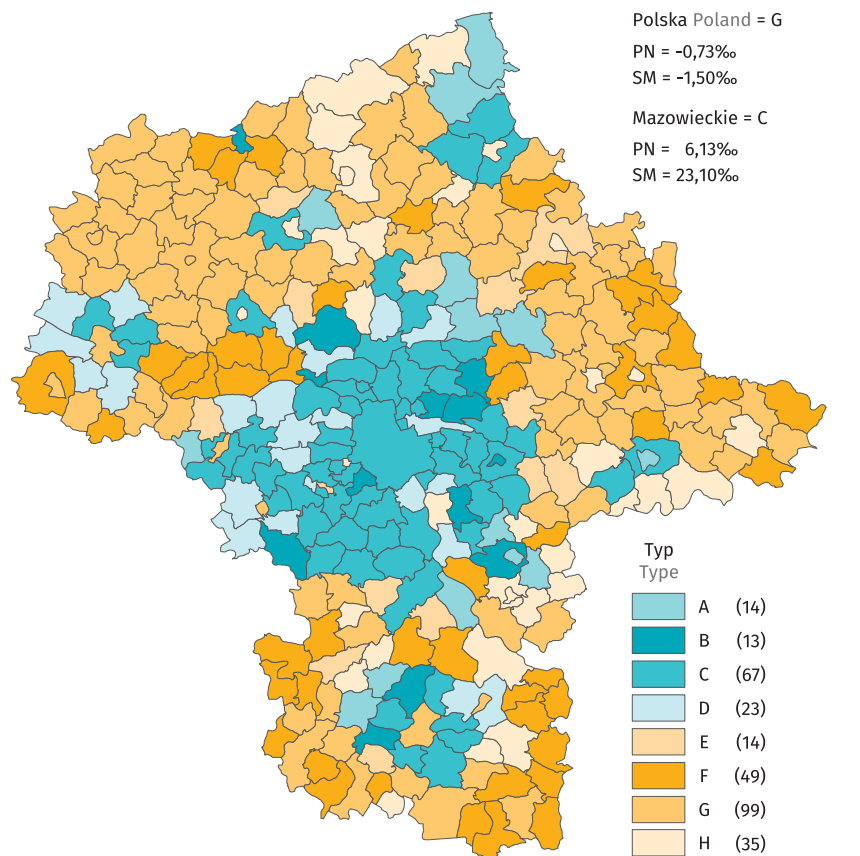 Polska Poland = G
PN = -0,73‰
SM = -1,50‰
Mazowieckie = C
PN = 6,13‰
SM = 23,10‰
Typ
Type
A (14)
B (13)
C (67)
D (23)
E (14)
F (49)
G (99)
H (35)